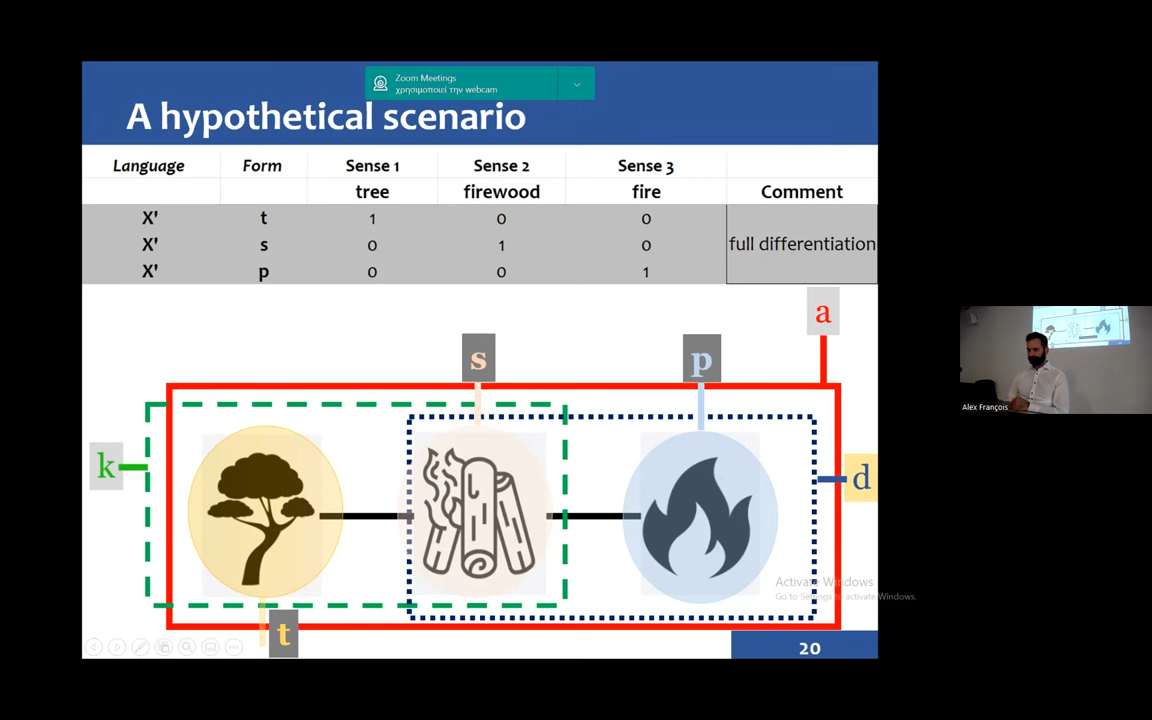 Zoom Meetings
χρησιμοποιεί την webcam
A hypothetical scenario
Language Form Sense 1 Sense 2 Sense 3
tree firewood fire Comment
X' t 1 0 0
X' s 0 1 0
X' p 0 0 1
full differentiation
a
s
p
k
d
t
Activate Windows
Go to Settings to activate Windows.
20
Alex François